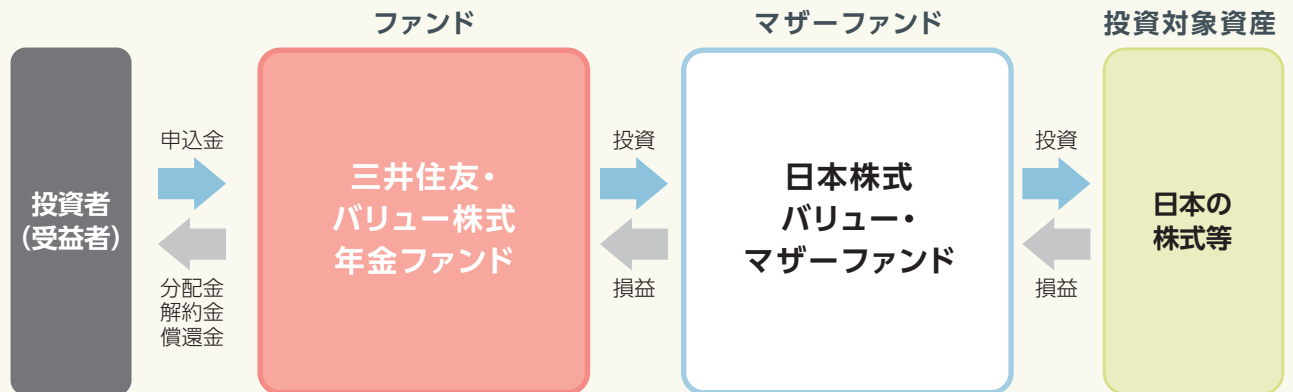 ファンド
マザーファンド
投資対象資産
投資者
(受益者)
申込金
分配金
解約金
償還金
三井住友・
バリュー株式
年金ファンド
投資
損益
日本株式
バリュー・
マザーファンド
投資
損益
日本の
株式等